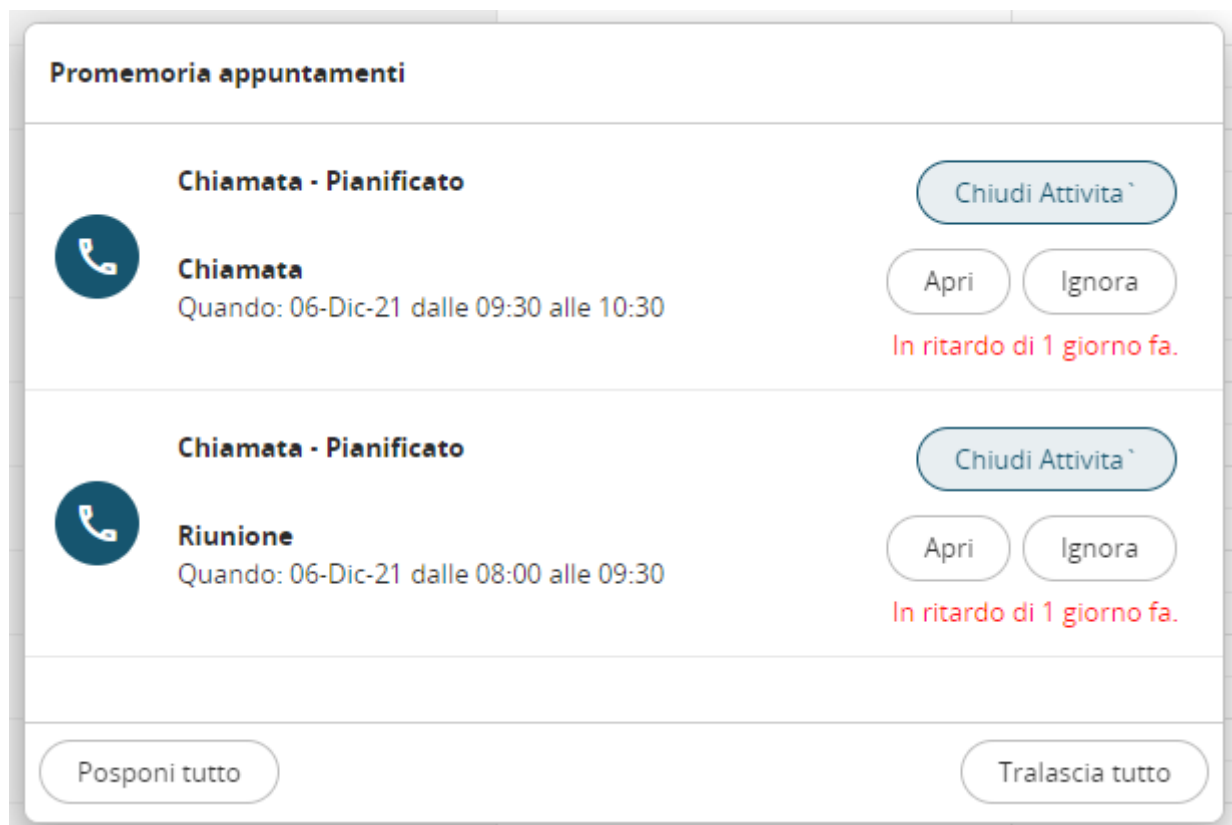 Promemoria appuntamenti
Chiamata - Pianificato
Chiudi Attivita`
Chiamata
Quando: 06-Dic-21 dalle 09:30 alle 10:30
Apri
Ignora
In ritardo di 1 giorno fa.
Chiamata - Pianificato
Chiudi Attivita`
Riunione
Quando: 06-Dic-21 dalle 08:00 alle 09:30
Apri
Ignora
In ritardo di 1 giorno fa.
Posponi tutto
Tralascia tutto